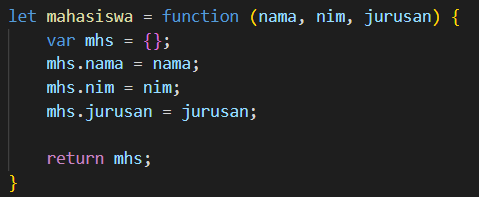 let mahasiswa = function (nama, nim, jurusan) {
    var mhs = {};
    mhs.nama = nama;
    mhs.nim = nim;
    mhs.jurusan = jurusan;

    return mhs;
}